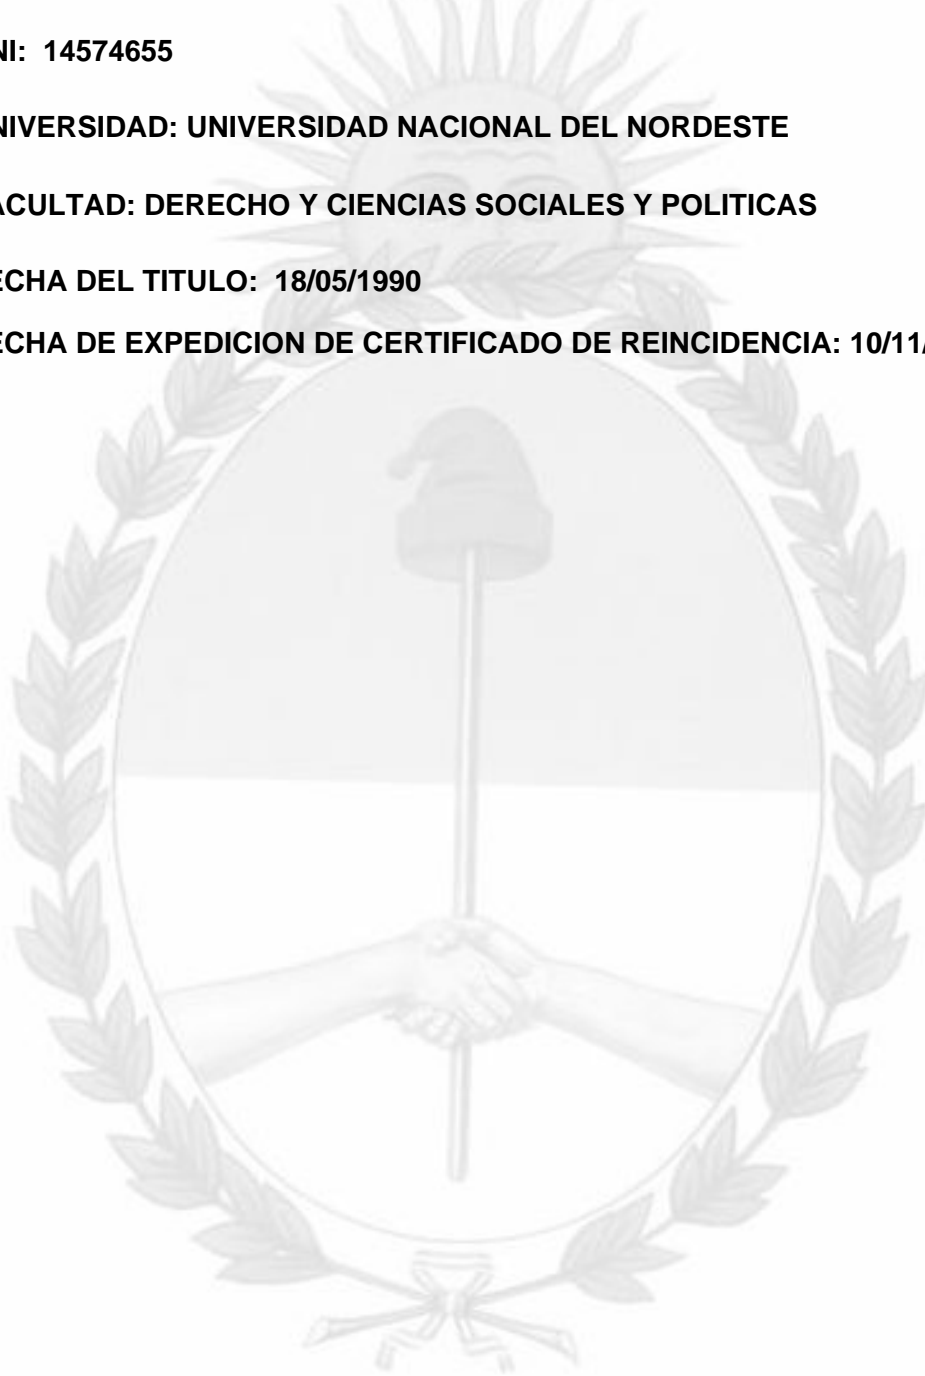 NI: 14574655
NIVERSIDAD: UNIVERSIDAD NACIONAL DEL NORDESTE
ACULTAD: DERECHO Y CIENCIAS SOCIALES Y POLITICAS
ECHA DEL TITULO: 18/05/1990
ECHA DE EXPEDICION DE CERTIFICADO DE REINCIDENCIA: 10/11/